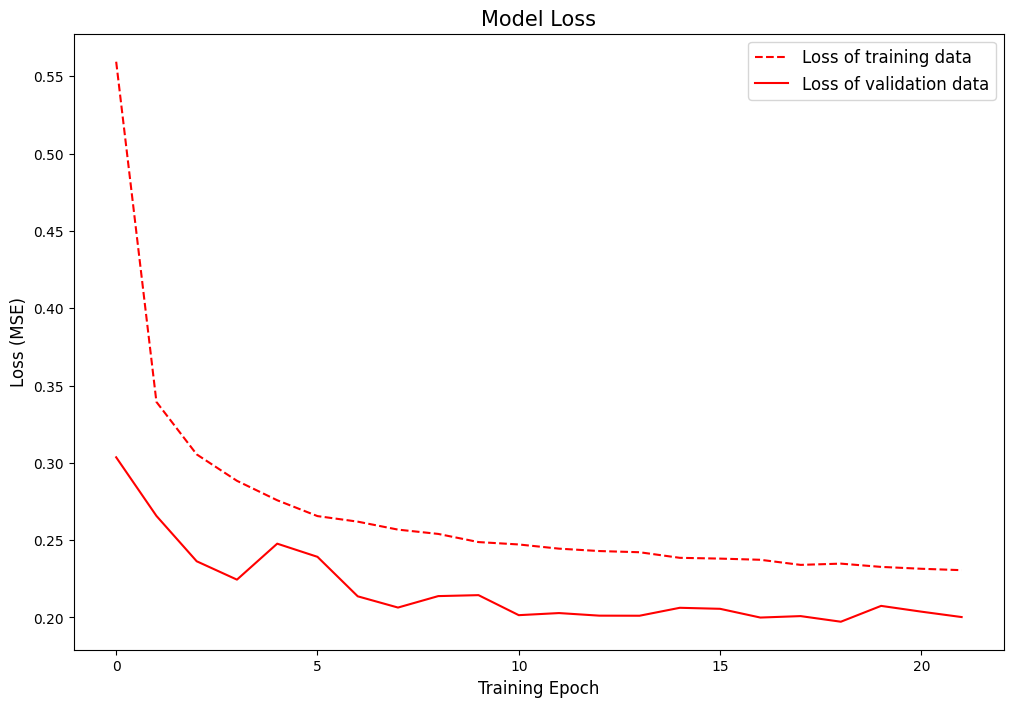 Model Loss
Loss of training data
Loss of validation data
Loss (MSE)
0.55
0.50
0.45
0.40
0.35
0.30
0.25
0.20
0
5
10
15
20
Training Epoch